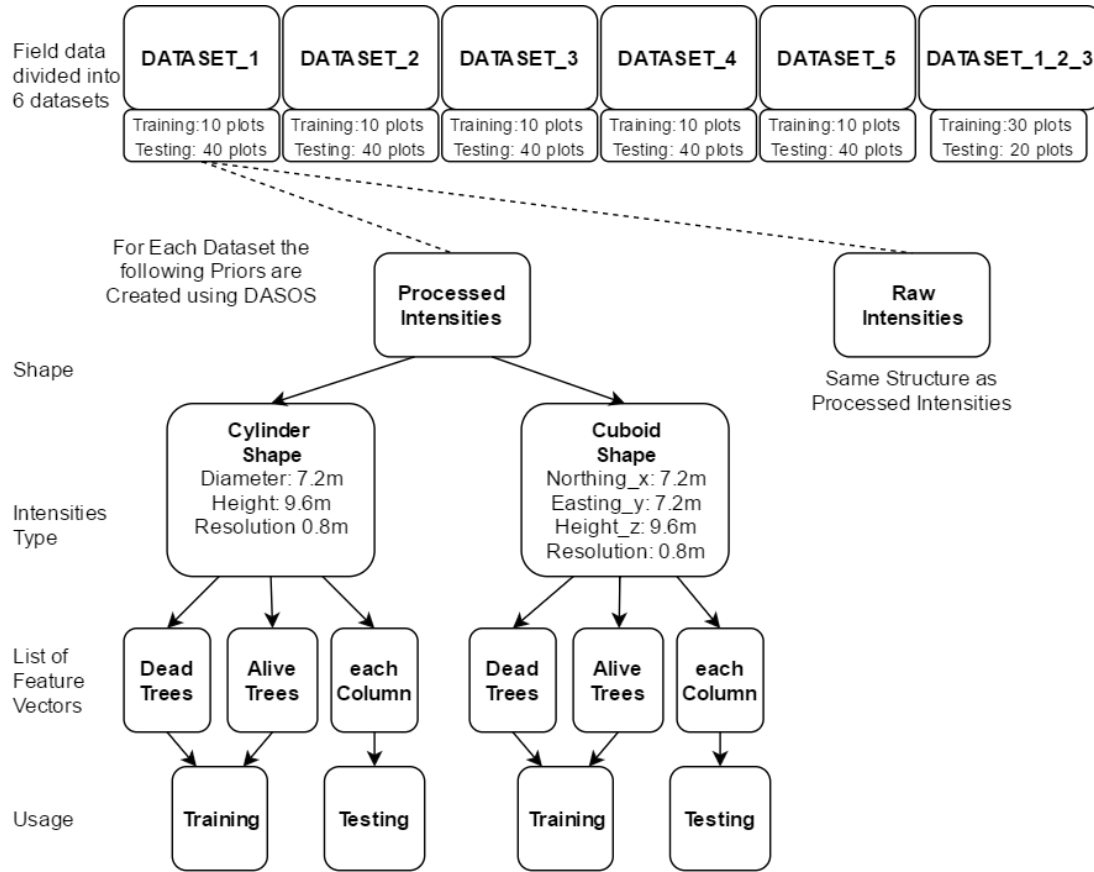 Field data
divided into
6 datasets
DATASET_1
DATASET_2
DATASET_3
DATASET_4
DATASET_5
DATASET_1_2_3
Training:10 plots
Testing: 40 plots
Training:10 plots
Testing: 40 plots
Training:10 plots
Testing: 40 plots
Training:10 plots
Testing: 40 plots
Training:10 plots
Testing: 40 plots
Training:30 plots
Testing: 20 plots
For Each Dataset the
following Priors are
Created using DASOS
Processed
Intensities
Raw
Intensities
Same Structure as
Processed Intensities
Shape
Cylinder
Shape
Diameter: 7.2m
Height: 9.6m
Resolution 0.8m
Cuboid
Shape
Northing_x: 7.2m
Easting_y: 7.2m
Height_z: 9.6m
Resolution: 0.8m
Intensities
Type
List of
Feature
Vectors
Dead
Trees
Alive
Trees
each
Column
Dead
Trees
Alive
Trees
each
Column
Usage
Training
Testing
Training
Testing